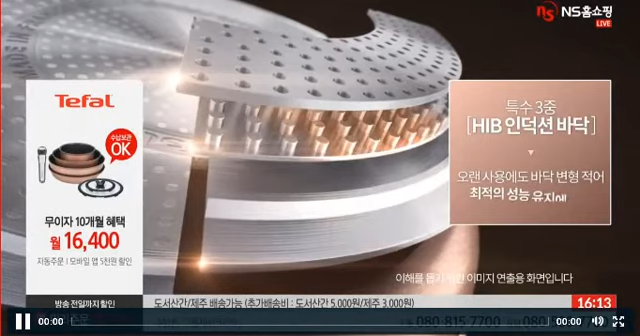 NS홈쇼핑
LIVE
Tefal
수납보관
OK
무이자 10개월 혜택
월 16,400
자동주문 l 모바일 앱 5천원 할인
방송 전일까지 할인
특수 3중
[HIB 인덕션 바닥]
오랜 사용에도 바닥 변형 적어
최적의 성능 유지
이해를 돕기 위한 이미지 연출용 화면입니다
도서산간/제주 배송가능 (추가배송비 : 도서산간 5,000원/제주 3,000원)
16:13
080-815-7700
00:00
00:00